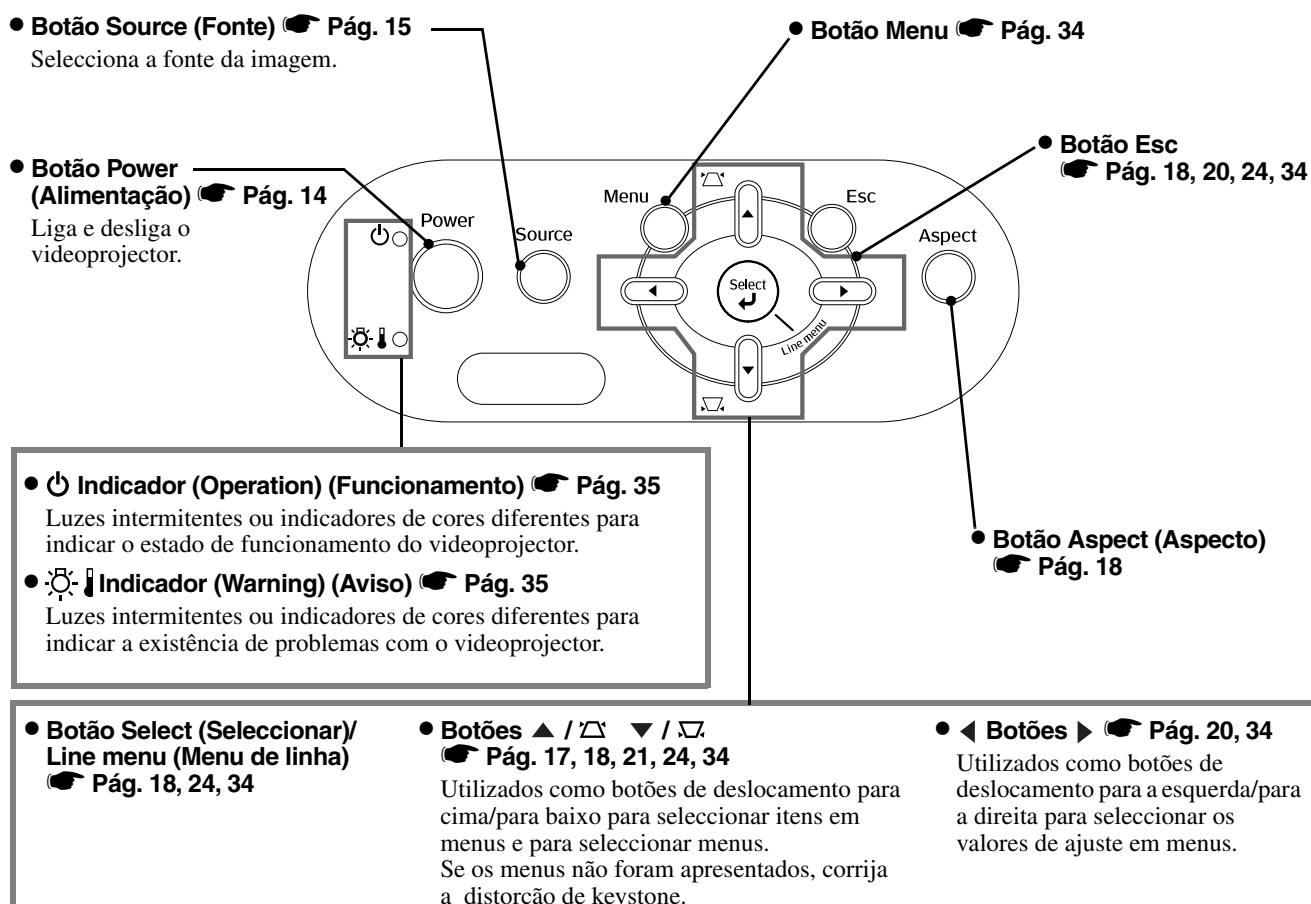 ● Botão Source (Fonte) ☛ Pág. 15
Selecciona a fonte da imagem.
● Botão Menu ☛ Pág. 34
● Botão Power
(Alimentação) ☛ Pág. 14
Liga e desliga o
videoprojector.
● Botão Esc
☛ Pág. 18, 20, 24, 34
Power
Source
Menu
Esc
Aspect
Select
Line menu
● Indicador (Operation) (Funcionamento) ☛ Pág. 35
Luzes intermitentes ou indicadores de cores diferentes para
indicar o estado de funcionamento do videoprojector.
● Indicador (Warning) (Aviso) ☛ Pág. 35
Luzes intermitentes ou indicadores de cores diferentes para
indicar a existência de problemas com o videoprojector.
● Botão Aspect (Aspecto)
☛ Pág. 18
● Botão Select (Seleccionar)/
Line menu (Menu de linha)
☛ Pág. 18, 24, 34
● Botões ▲ / ▼ /
☛ Pág. 17, 18, 21, 24, 34
Utilizados como botões de deslocamento para
cima/para baixo para seleccionar itens em
menus e para seleccionar menus.
Se os menus não foram apresentados, corrija
a distorção de keystone.
● ◀ Botões ▶ ☛ Pág. 20, 34
Utilizados como botões de
deslocamento para a esquerda/para
a direita para seleccionar os
valores de ajuste em menus.